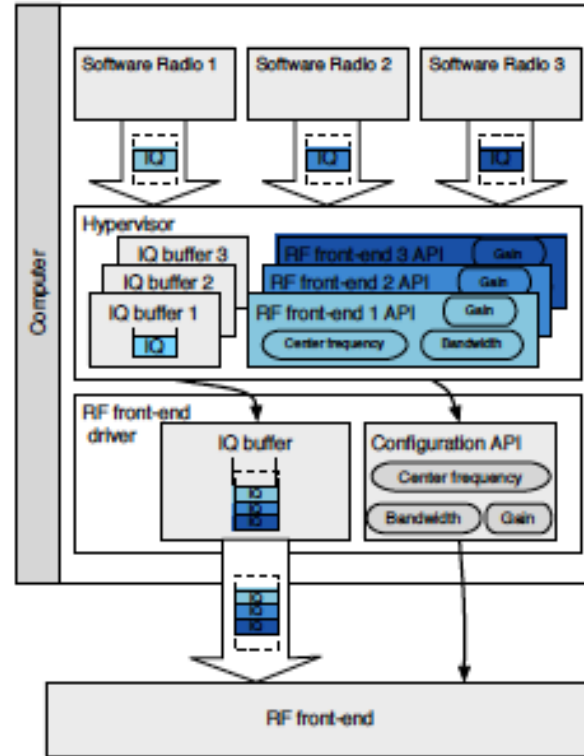 Computer
Software Radio 1
Software Radio 2
Software Radio 3
IQ
IQ
IQ
Hypervisor
IQ buffer 3
IQ buffer 2
IQ buffer 1
IQ
RF front-end 3 API
Gain
RF front-end 2 API
Gain
RF front-end 1 API
Gain
Center frequency
Bandwidth
RF front-end
driver
IQ buffer
IQ
IQ
IQ
Configuration API
Center frequency
Bandwidth
Gain
IQ
IQ
IQ
RF front-end